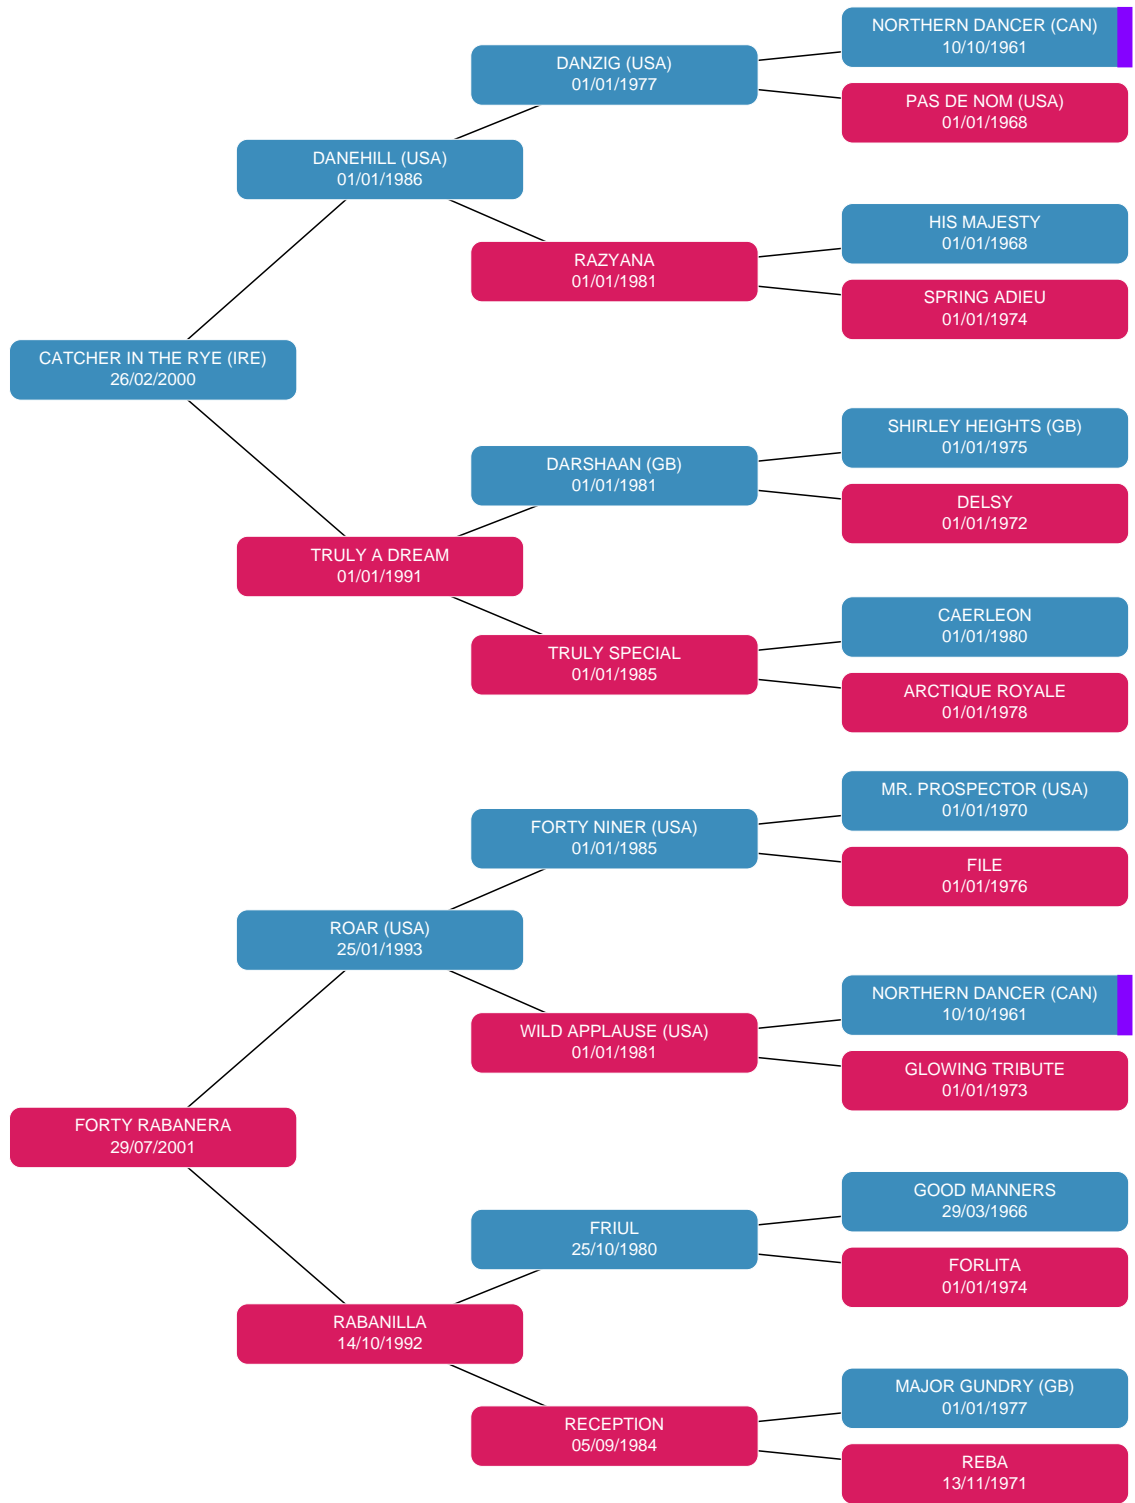 NORTHERN DANCER (CAN)
10/10/1961
DANZIG (USA)
01/01/1977
PAS DE NOM (USA)
01/01/1968
DANEHILL (USA)
01/01/1986
HIS MAJESTY
01/01/1968
RAZYANA
01/01/1981
SPRING ADIEU
01/01/1974
CATCHER IN THE RYE (IRE)
26/02/2000
SHIRLEY HEIGHTS (GB)
01/01/1975
DARSHAAN (GB)
01/01/1981
DELSY
01/01/1972
TRULY A DREAM
01/01/1991
CAERLEON
01/01/1980
TRULY SPECIAL
01/01/1985
ARCTIQUE ROYALE
01/01/1978
MR. PROSPECTOR (USA)
01/01/1970
FORTY NINER (USA)
01/01/1985
FILE
01/01/1976
ROAR (USA)
25/01/1993
NORTHERN DANCER (CAN)
10/10/1961
WILD APPLAUSE (USA)
01/01/1981
GLOWING TRIBUTE
01/01/1973
FORTY RABANERA
29/07/2001
GOOD MANNERS
29/03/1966
FRIUL
25/10/1980
FORLITA
01/01/1974
RABANILLA
14/10/1992
MAJOR GUNDRY (GB)
01/01/1977
RECEPTION
05/09/1984
REBA
13/11/1971